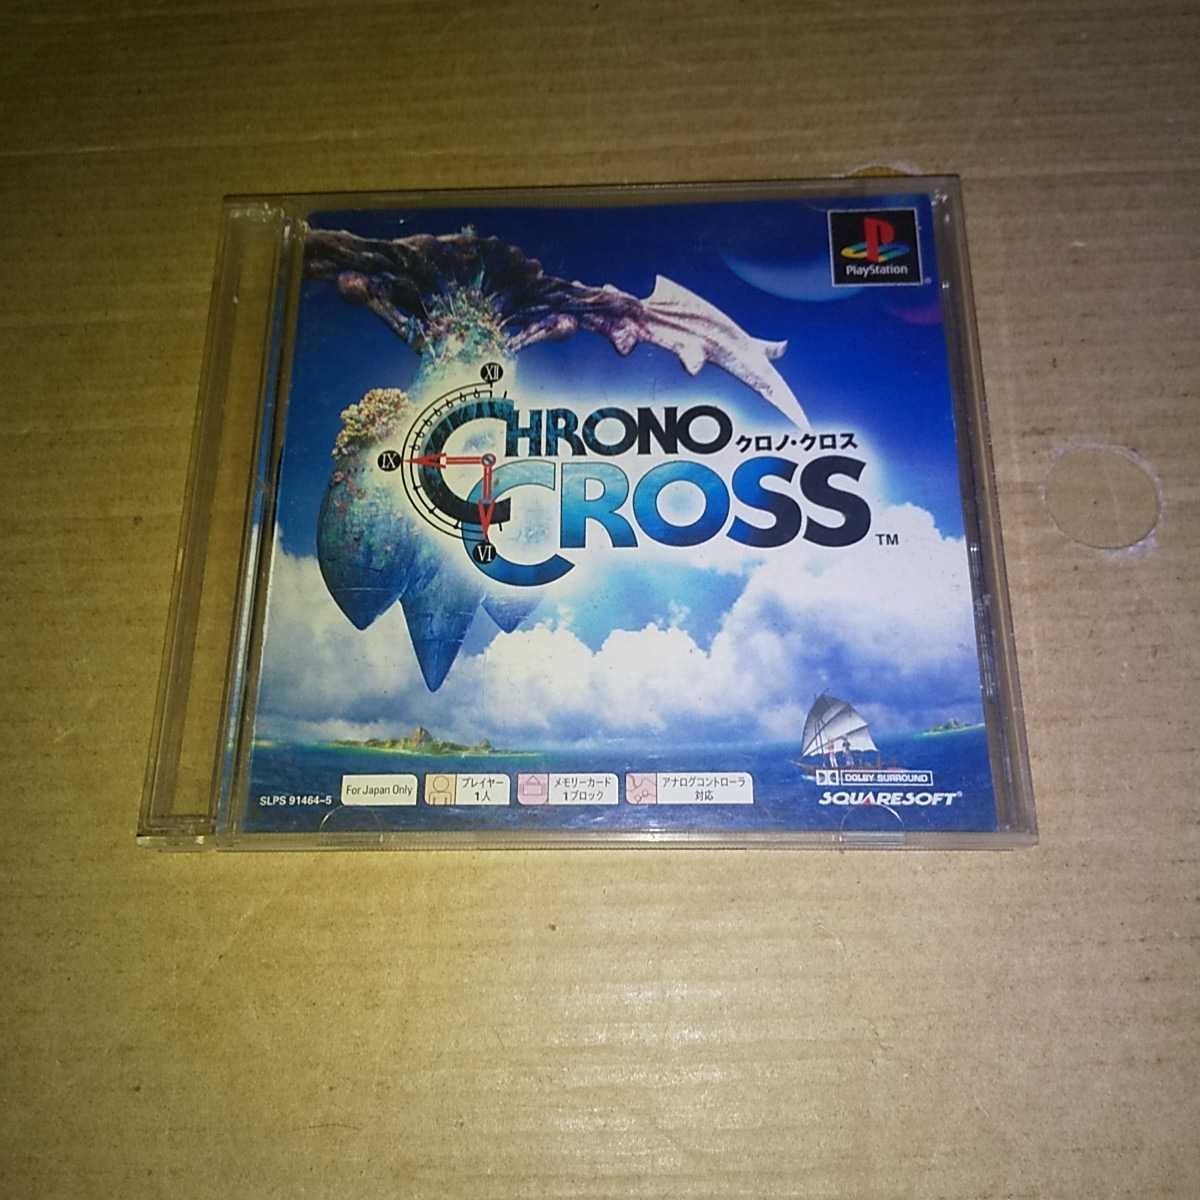 PlayStation®
XII
CHRONO
クロノ・クロス
IX
CROSS™
VI
DOLBY SURROUND
SLPS 91464-5
For Japan Only
プレイヤー
1人
メモリーカード
1ブロック
アナログコントローラ
対応
SQUARESOFT®